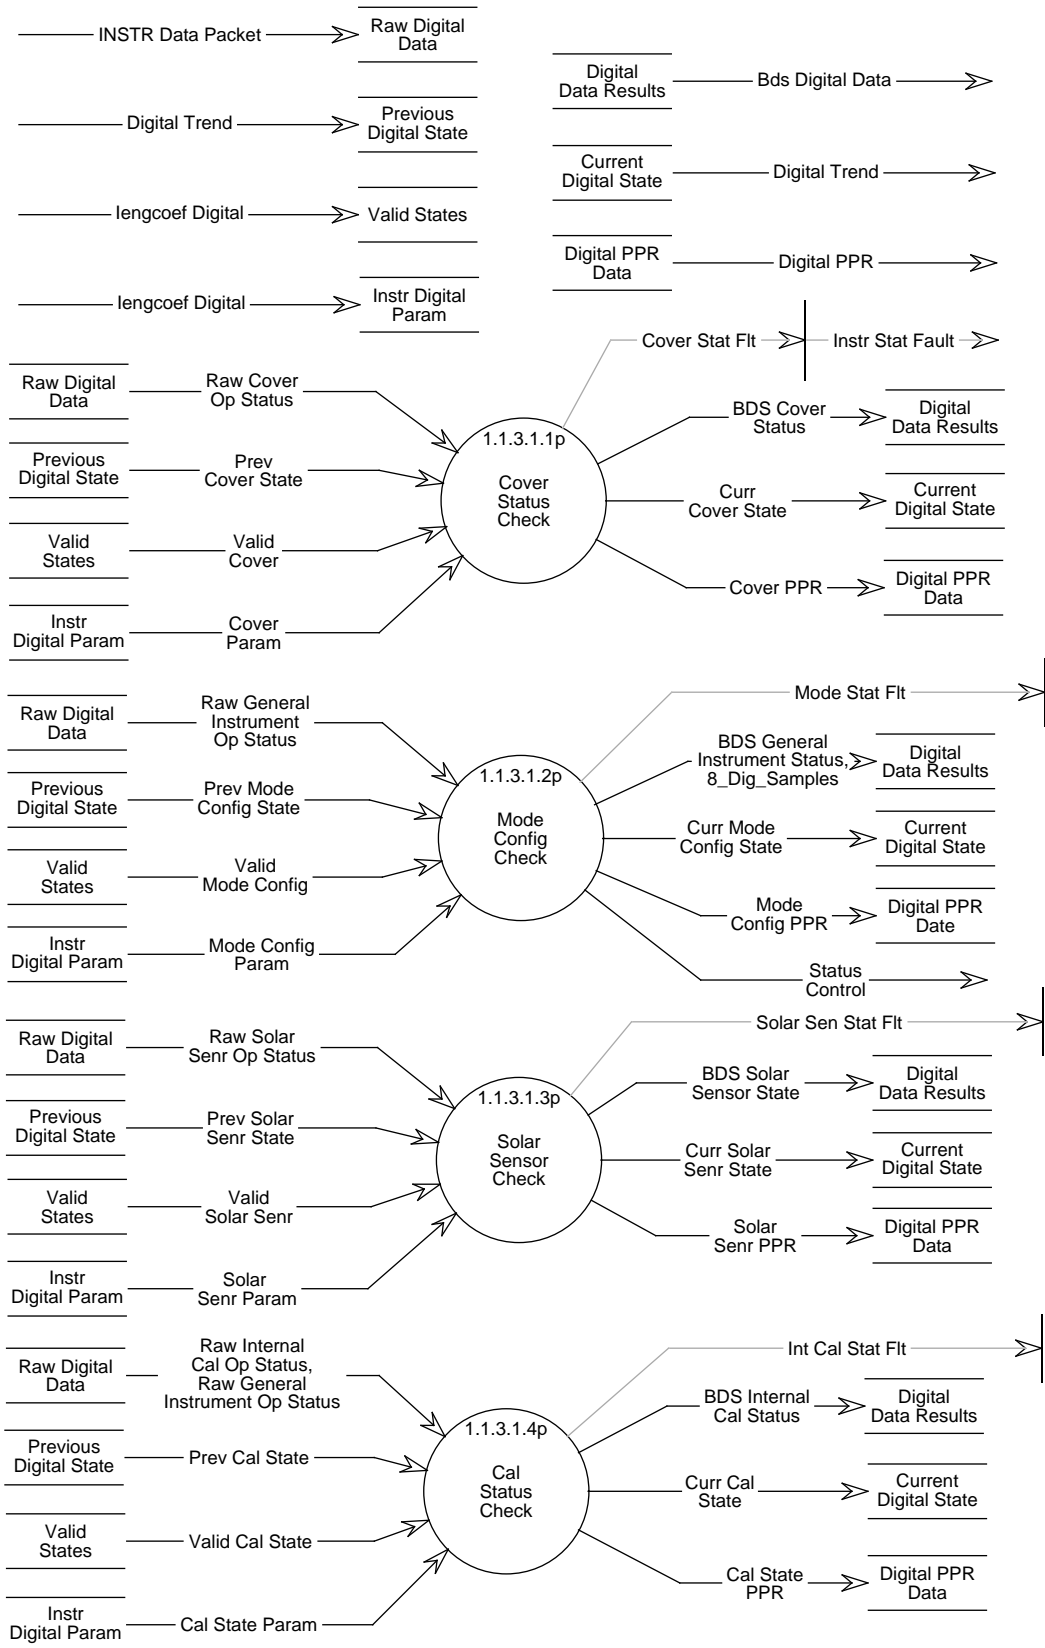 INSTR Data Packet
Raw Digital
Data
Digital Trend
Previous
Digital State
Iengcoef Digital
Valid States
Iengcoef Digital
Instr Digital
Param
Digital
Data Results
Bds Digital Data
Current
Digital State
Digital Trend
Digital PPR
Data
Digital PPR
Cover Stat Flt
Instr Stat Fault
Raw Digital
Data
Raw Cover
Op Status
Previous
Digital State
Prev
Cover State
Valid
States
Valid
Cover
Instr
Digital Param
Cover
Param
1.1.3.1.1p
Cover
Status
Check
BDS Cover
Status
Digital
Data Results
Curr
Cover State
Current
Digital State
Cover PPR
Digital PPR
Data
Mode Stat Flt
Raw Digital
Data
Raw General
Instrument
Op Status
Previous
Digital State
Prev Mode
Config State
Valid
States
Valid
Mode Config
Instr
Digital Param
Mode Config
Param
1.1.3.1.2p
Mode
Config
Check
BDS General
Instrument Status,
8_Dig_Samples
Digital
Data Results
Curr Mode
Config State
Current
Digital State
Mode
Config PPR
Digital PPR
Date
Status
Control
Solar Sen Stat Flt
Raw Digital
Data
Raw Solar
Senr Op Status
Previous
Digital State
Prev Solar
Senr State
Valid
States
Valid
Solar Senr
Instr
Digital Param
Solar
Senr Param
1.1.3.1.3p
Solar
Sensor
Check
BDS Solar
Sensor State
Digital
Data Results
Curr Solar
Senr State
Current
Digital State
Solar
Senr PPR
Digital PPR
Data
Int Cal Stat Flt
Raw Digital
Data
Raw Internal
Cal Op Status,
Raw General
Instrument Op Status
Previous
Digital State
Prev Cal State
Valid
States
Valid Cal State
Instr
Digital Param
Cal State Param
1.1.3.1.4p
Cal
Status
Check
BDS Internal
Cal Status
Digital
Data Results
Curr Cal
State
Current
Digital State
Cal State
PPR
Digital PPR
Data